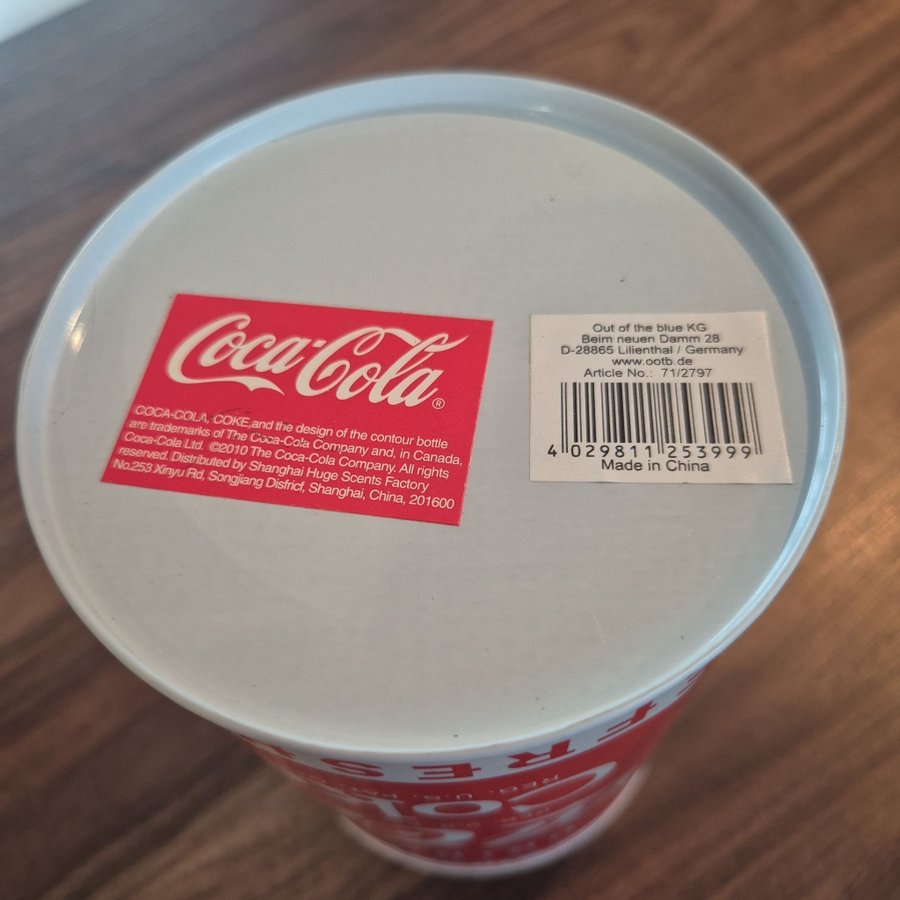 Coca-Cola®
COCA-COLA, COKE,and the design of the contour bottle
are trademarks of The Coca-Cola Company and, in Canada,
Coca-Cola Ltd. ©2010 The Coca-Cola Company. All rights
reserved. Distributed by Shanghai Huge Scents Factory
No.253 Xinyu Rd, Songjiang Disfricf, Shanghai, China, 201600
Out of the blue KG
Beim neuen Damm 28
D-28865 Lilienthal / Germany
www.ootb.de
Article No.: 71/2797
4 029811 253999
Made in China
REG. U.S. PAT